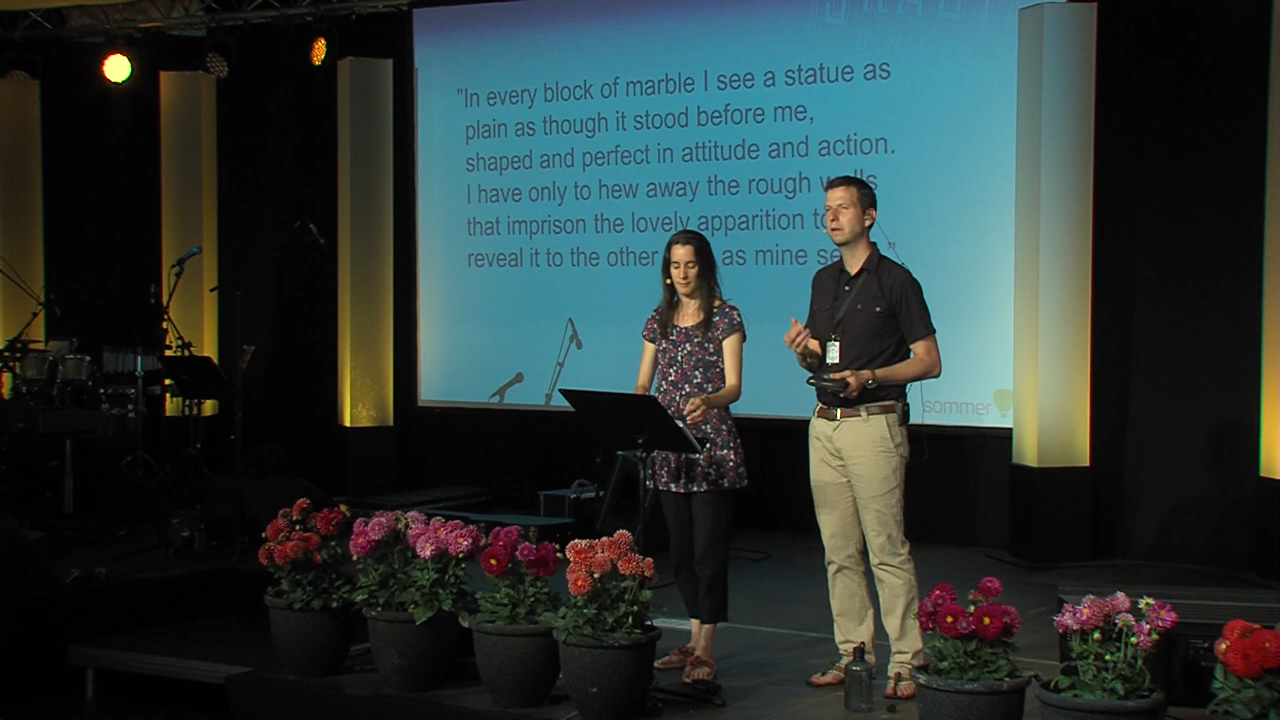 "In every block of marble I see a statue as
plain as though it stood before me,
shaped and perfect in attitude and action.
I have only to hew away the rough walls
that imprison the lovely apparition to
reveal it to the other as mine se "
sommer